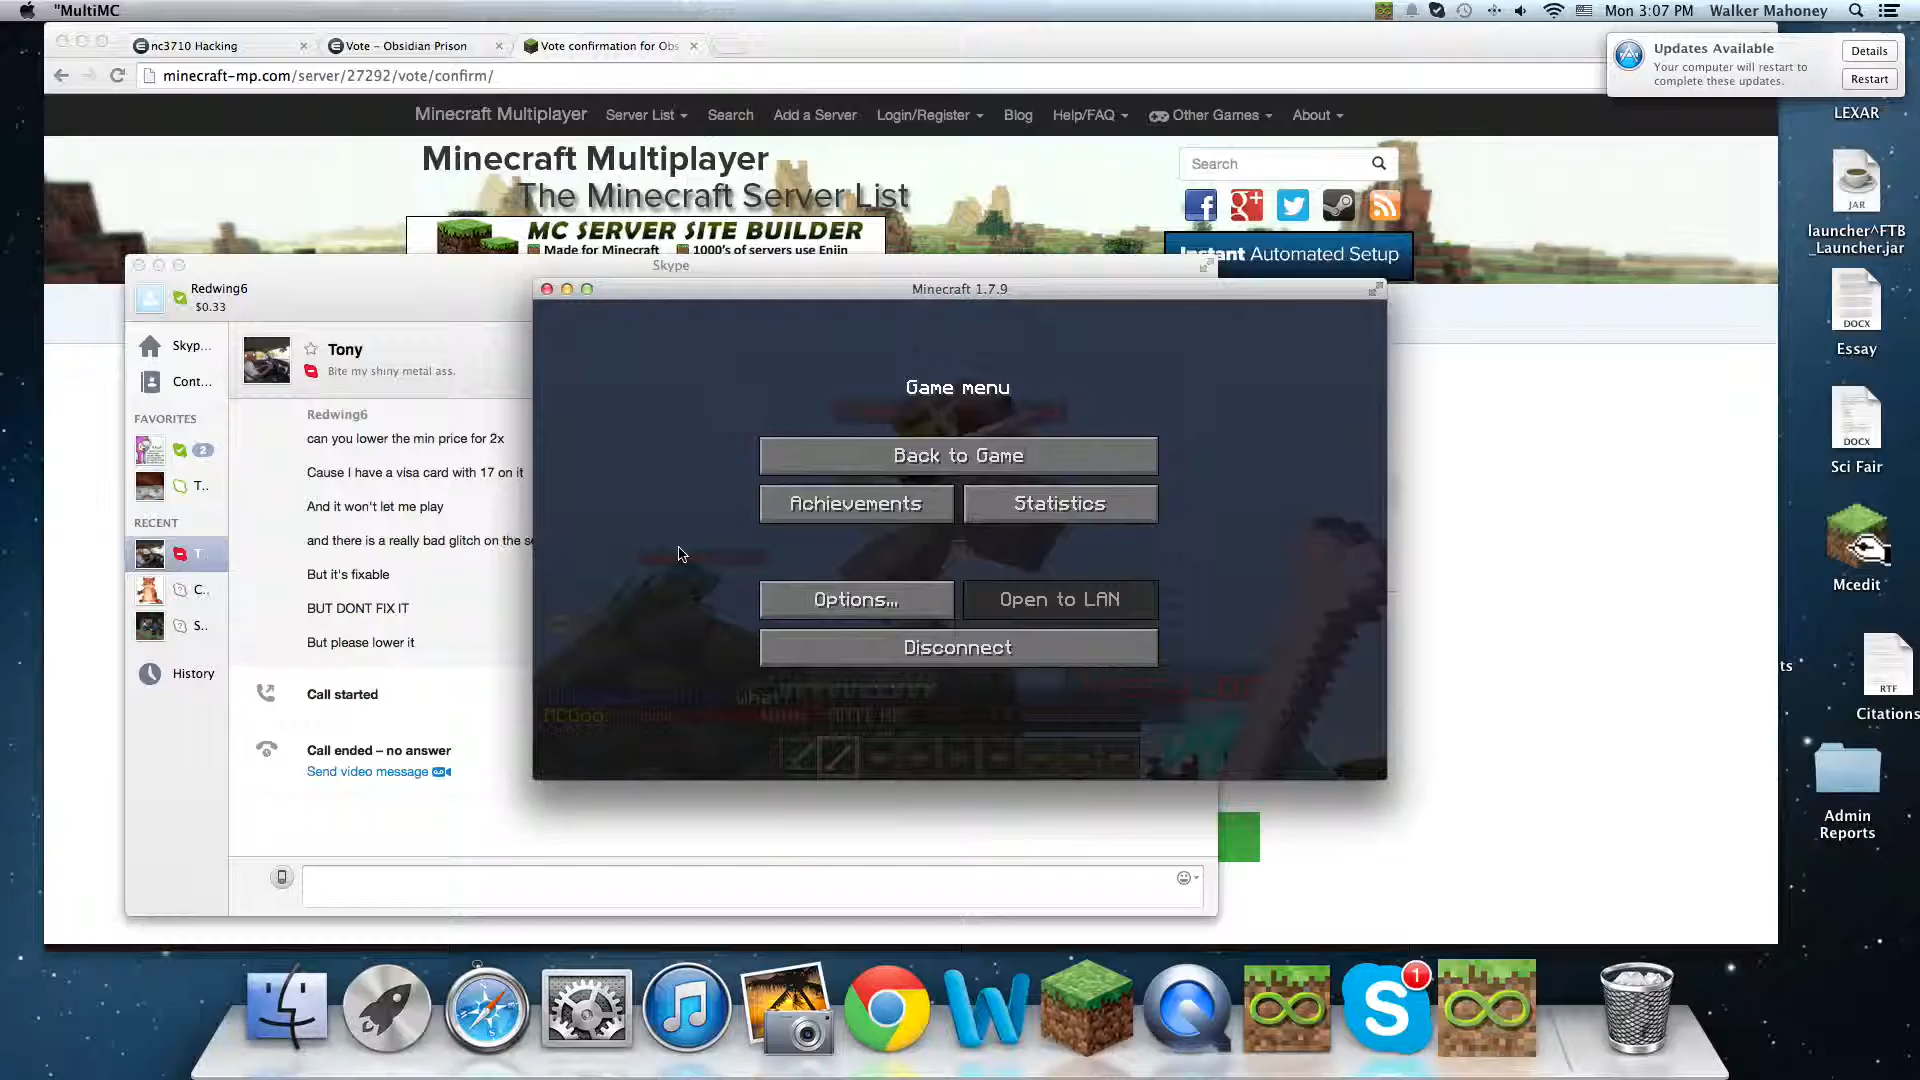 "MultiMC
Mon 3:07 PM Walker Mahoney
nc3710 Hacking
Vote – Obsidian Prison
Vote confirmation for Obs
minecraft-mp.com/server/27292/vote/confirm/
Updates Available
Your computer will restart to
complete these updates.
Details
Restart
Minecraft Multiplayer
Server List
Search
Add a Server
Login/Register
Blog
Help/FAQ
Other Games
About
Minecraft Multiplayer
The Minecraft Server List
Search
MC SERVER SITE BUILDER
Made for Minecraft
1000's of servers use Enjin
Instant Automated Setup
Skype
Redwing6
$0.33
Skyp...
Cont...
FAVORITES
2
T..
RECENT
T
C..
S..
History
Tony
Bite my shiny metal ass.
Redwing6
can you lower the min price for 2x
Cause I have a visa card with 17 on it
And it won't let me play
and there is a really bad glitch on the se
But it's fixable
BUT DONT FIX IT
But please lower it
Call started
Call ended – no answer
Send video message
Minecraft 1.7.9
Game menu
Back to Game
Achievements
Statistics
Options...
Open to LAN
Disconnect
LEXAR
JAR
launcher^FTB
_Launcher.jar
DOCX
Essay
DOCX
Sci Fair
Mcedit
ts
RTF
Citations
Admin
Reports
1